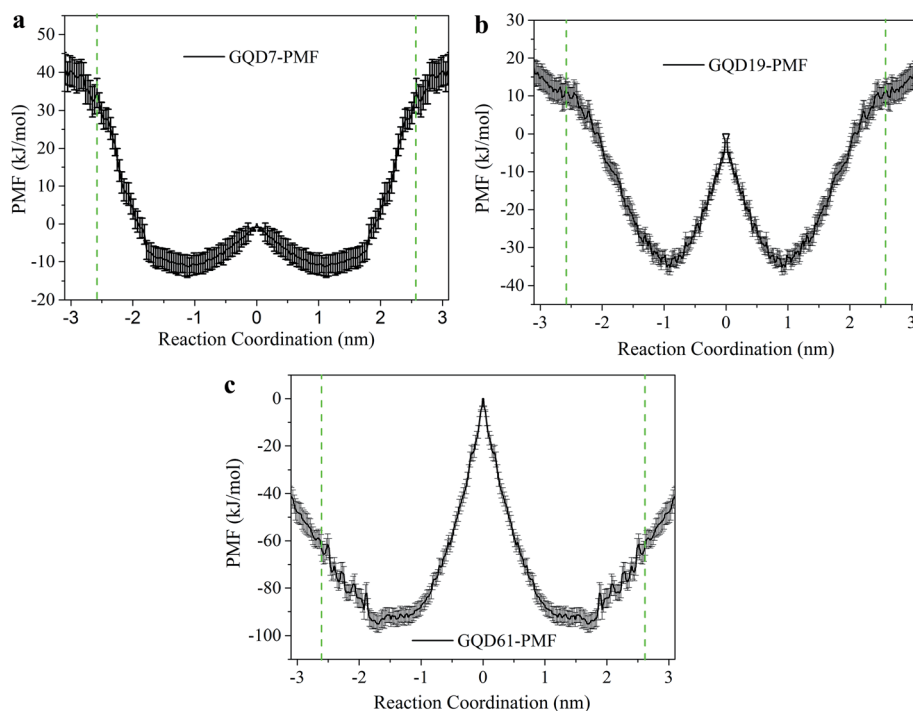 a
GQD7-PMF
50
40
30
20
10
0
-10
-20
PMF (kJ/mol)
-3 -2 -1 0 1 2 3
Reaction Coordination (nm)
b
GQD19-PMF
30
20
10
0
-10
-20
-30
-40
PMF (kJ/mol)
-3 -2 -1 0 1 2 3
Reaction Coordination (nm)
c
0
-20
-40
-60
-80
-100
PMF (kJ/mol)
GQD61-PMF
-3 -2 -1 0 1 2 3
Reaction Coordination (nm)